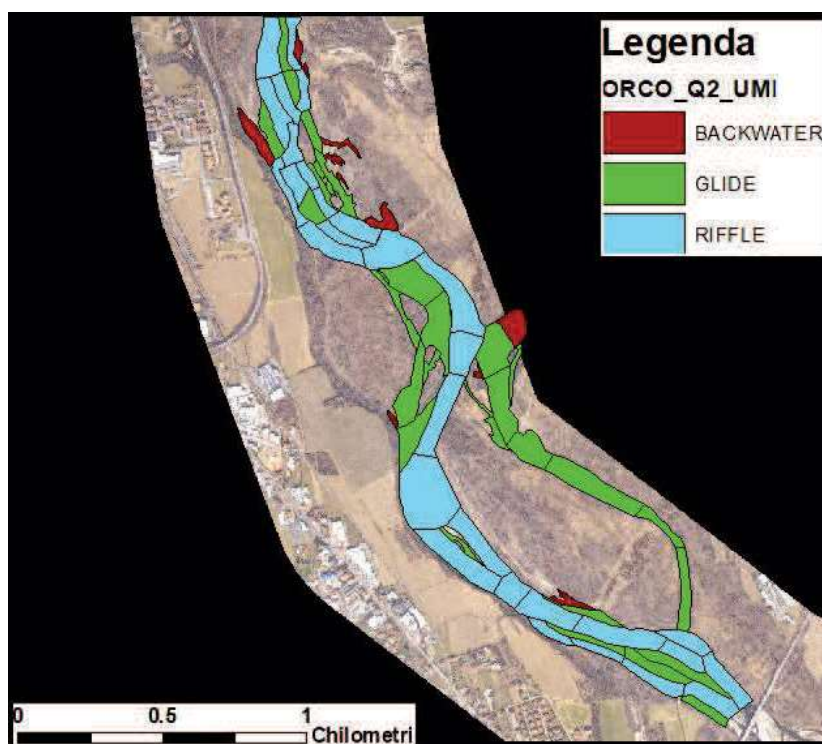 Legenda
ORCO_Q2_UMI
BACKWATER
GLIDE
RIFFLE
0 0.5 1
Chilometri